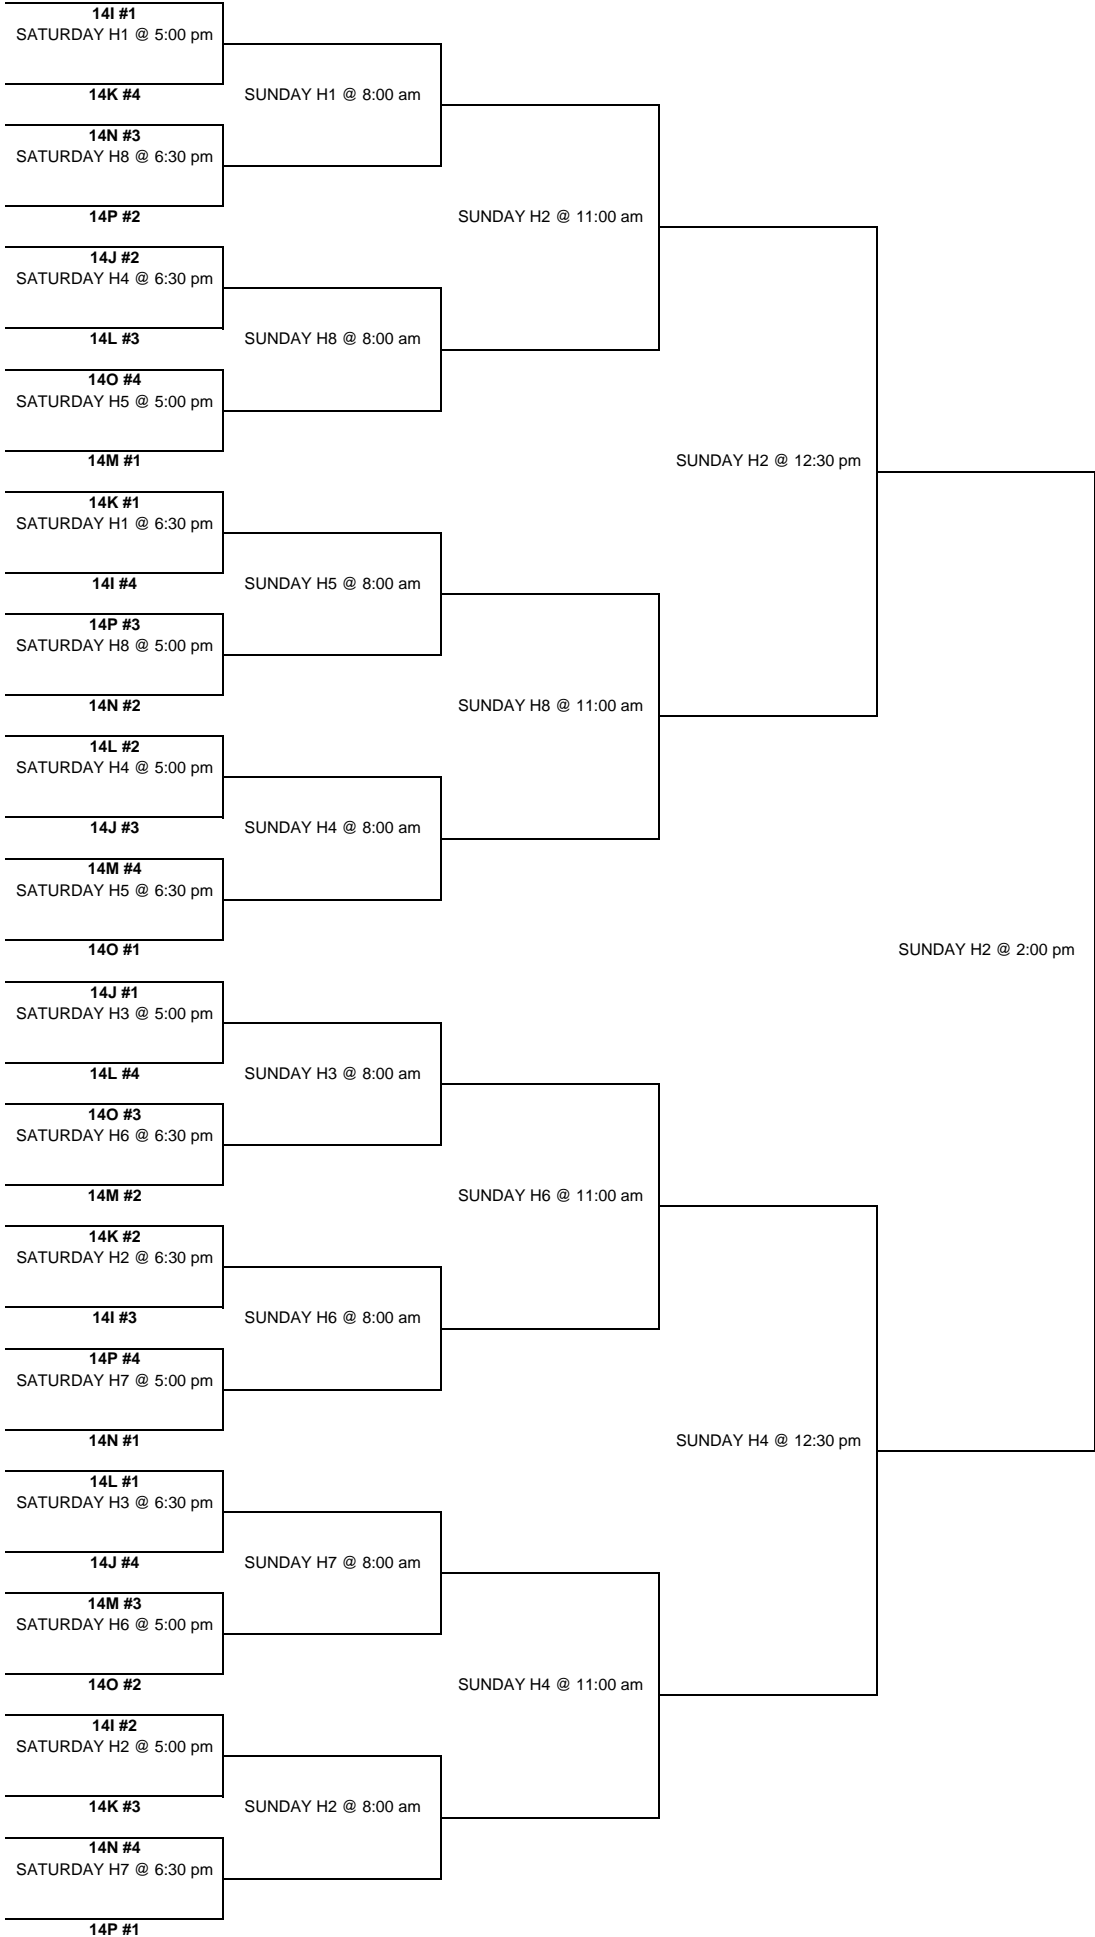 14I #1
SATURDAY H1 @ 5:00 pm
14K #4
SUNDAY H1 @ 8:00 am
14N #3
SATURDAY H8 @ 6:30 pm
14P #2
SUNDAY H2 @ 11:00 am
14J #2
SATURDAY H4 @ 6:30 pm
14L #3
SUNDAY H8 @ 8:00 am
14O #4
SATURDAY H5 @ 5:00 pm
14M #1
SUNDAY H2 @ 12:30 pm
14K #1
SATURDAY H1 @ 6:30 pm
14I #4
SUNDAY H5 @ 8:00 am
14P #3
SATURDAY H8 @ 5:00 pm
14N #2
SUNDAY H8 @ 11:00 am
14L #2
SATURDAY H4 @ 5:00 pm
14J #3
SUNDAY H4 @ 8:00 am
14M #4
SATURDAY H5 @ 6:30 pm
14O #1
SUNDAY H2 @ 2:00 pm
14J #1
SATURDAY H3 @ 5:00 pm
14L #4
SUNDAY H3 @ 8:00 am
14O #3
SATURDAY H6 @ 6:30 pm
14M #2
SUNDAY H6 @ 11:00 am
14K #2
SATURDAY H2 @ 6:30 pm
14I #3
SUNDAY H6 @ 8:00 am
14P #4
SATURDAY H7 @ 5:00 pm
14N #1
SUNDAY H4 @ 12:30 pm
14L #1
SATURDAY H3 @ 6:30 pm
14J #4
SUNDAY H7 @ 8:00 am
14M #3
SATURDAY H6 @ 5:00 pm
14O #2
SUNDAY H4 @ 11:00 am
14I #2
SATURDAY H2 @ 5:00 pm
14K #3
SUNDAY H2 @ 8:00 am
14N #4
SATURDAY H7 @ 6:30 pm
14P #1